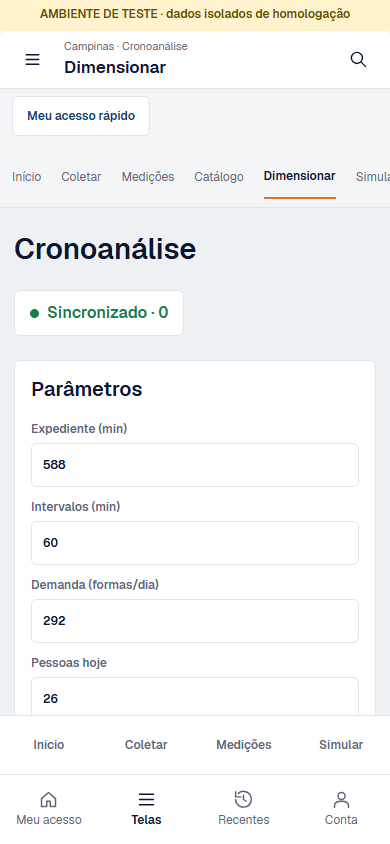 AMBIENTE DE TESTE · dados isolados de homologação
Campinas · Cronoanálise
Dimensionar
Meu acesso rápido
Início Coletar Medições Catálogo Dimensionar Simula
Cronoanálise
Sincronizado · 0
Parâmetros
Expediente (min)
588
Intervalos (min)
60
Demanda (formas/dia)
292
Pessoas hoje
26
Início Coletar Medições Simular
Meu acesso Telas Recentes Conta